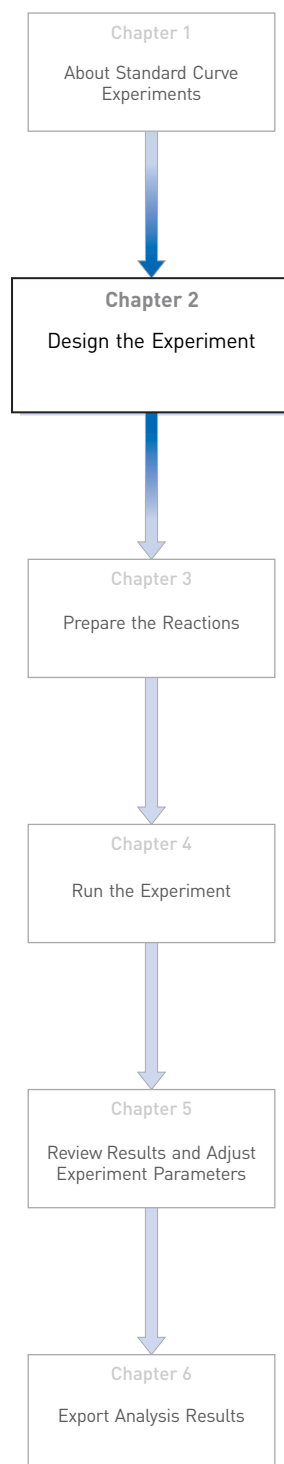 Chapter 1
About Standard Curve
Experiments
Chapter 2
Design the Experiment
Chapter 3
Prepare the Reactions
Chapter 4
Run the Experiment
Chapter 5
Review Results and Adjust
Experiment Parameters
Chapter 6
Export Analysis Results